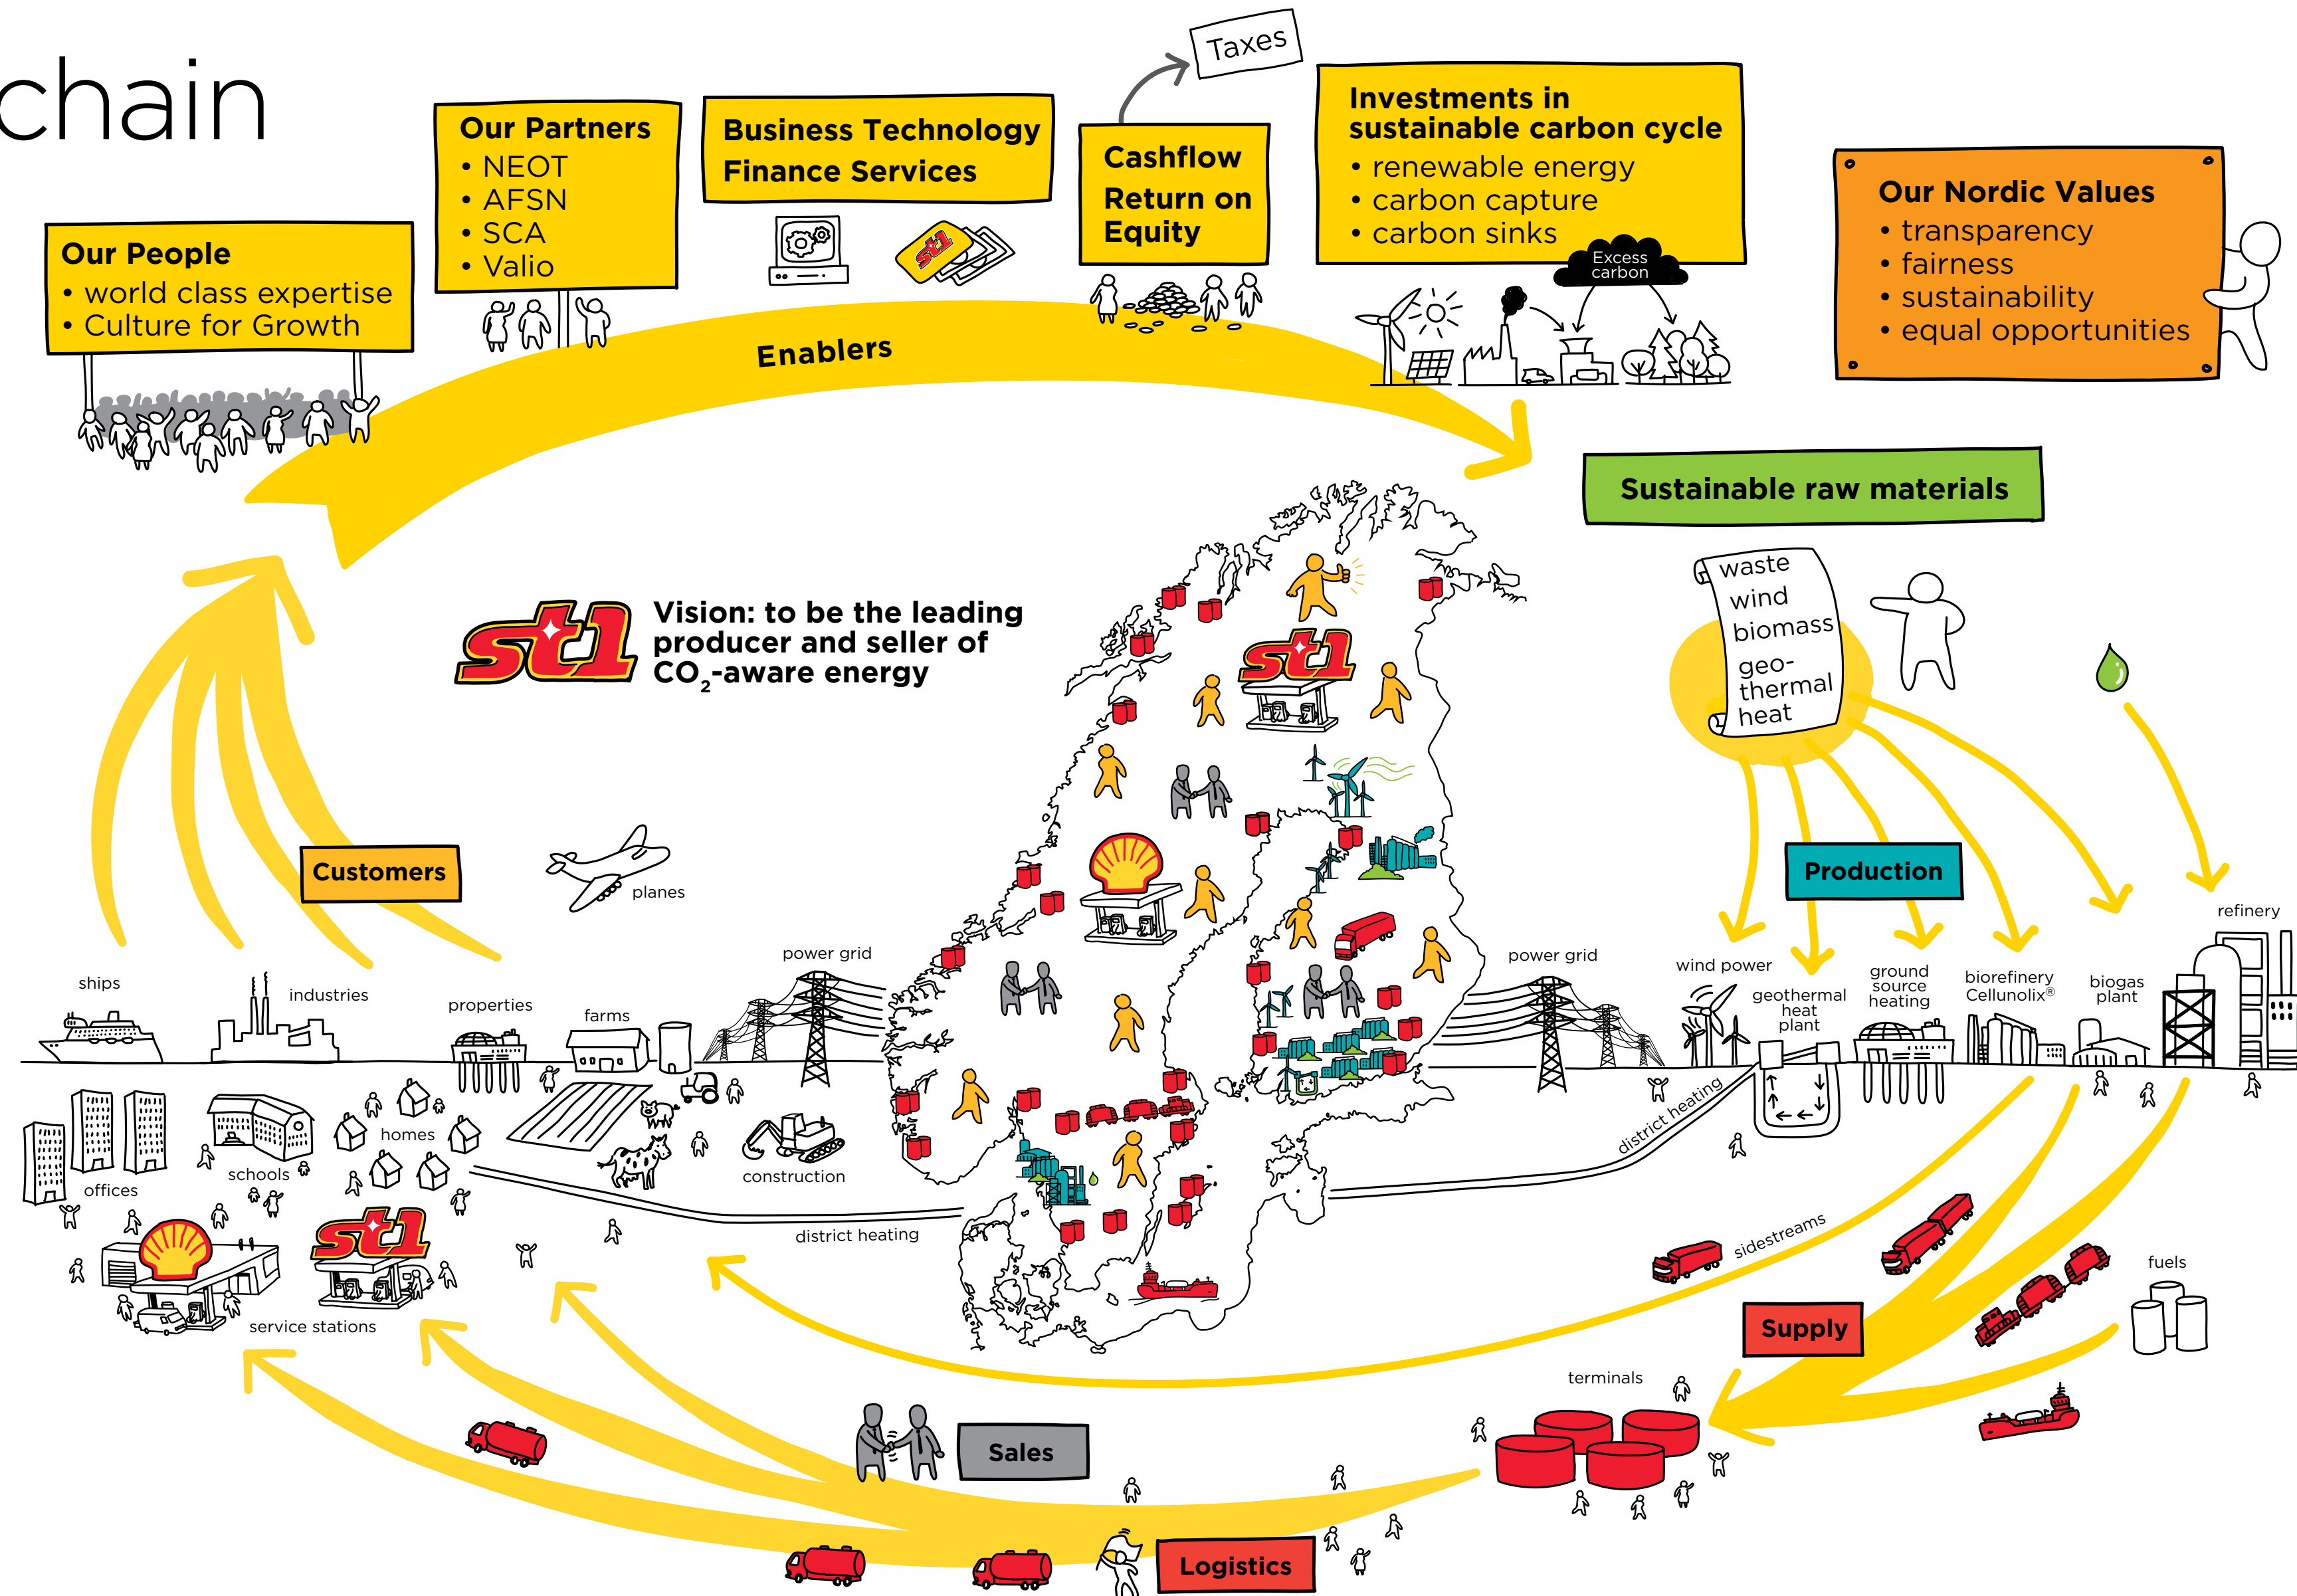 chain
Taxes
Our People
• world class expertise
• Culture for Growth
Our Partners
• NEOT
• AFSN
• SCA
• Valio
Business Technology
Finance Services
st1
Cashflow
Return on
Equity
Investments in
sustainable carbon cycle
• renewable energy
• carbon capture
• carbon sinks
Excess
carbon
Our Nordic Values
• transparency
• fairness
• sustainability
• equal opportunities
Enablers
Sustainable raw materials
waste
wind
biomass
geo-
thermal
heat
st1
Vision: to be the leading
producer and seller of
CO₂-aware energy
st1
Customers
planes
Production
refinery
ships
industries
properties
farms
power grid
power grid
wind power
geothermal
heat
plant
ground
source
heating
biorefinery
Cellunolix®
biogas
plant
offices
schools
homes
construction
district heating
district heating
st1
service stations
sidestreams
fuels
Supply
terminals
Sales
Logistics